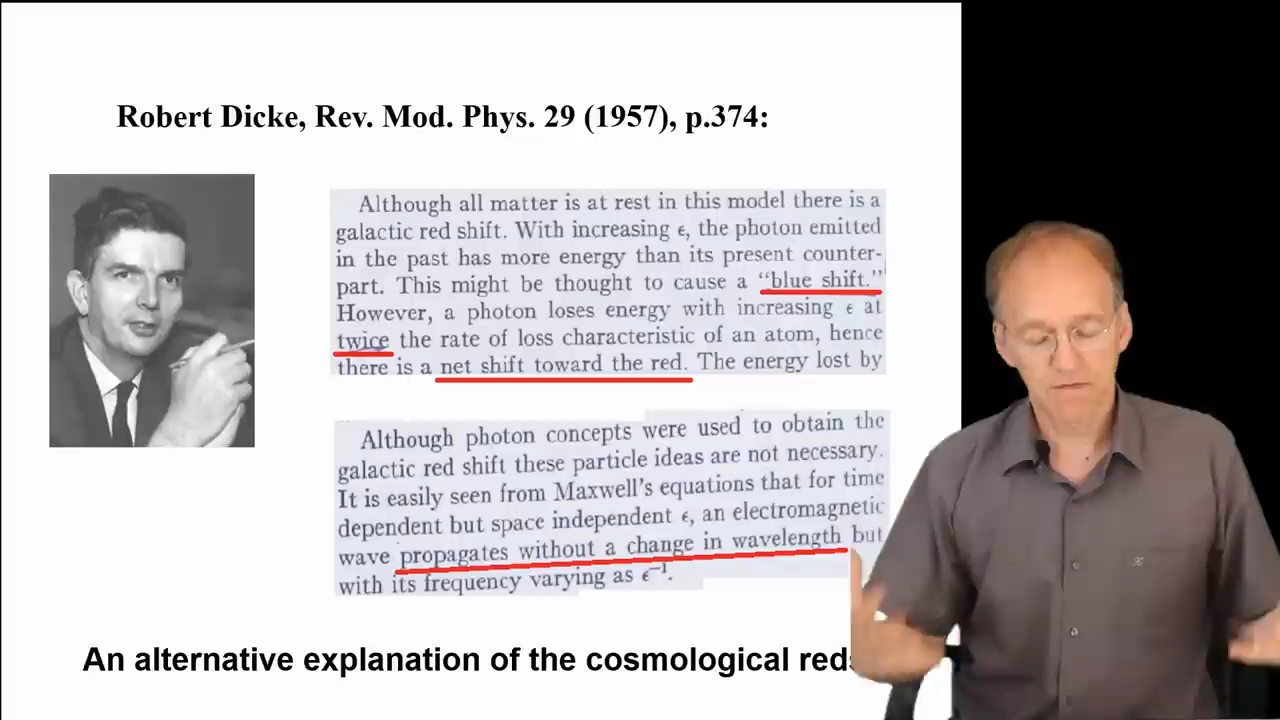 Robert Dicke, Rev. Mod. Phys. 29 (1957), p.374:
Although all matter is at rest in this model there is a
galactic red shift. With increasing ϵ, the photon emitted
in the past has more energy than its present counter-
part. This might be thought to cause a “blue shift.”
However, a photon loses energy with increasing ϵ at
twice the rate of loss characteristic of an atom, hence
there is a net shift toward the red. The energy lost by
Although photon concepts were used to obtain the
galactic red shift these particle ideas are not necessary.
It is easily seen from Maxwell’s equations that for time
dependent but space independent ϵ, an electromagnetic
wave propagates without a change in wavelength but
with its frequency varying as ϵ⁻¹.
An alternative explanation of the cosmological reds